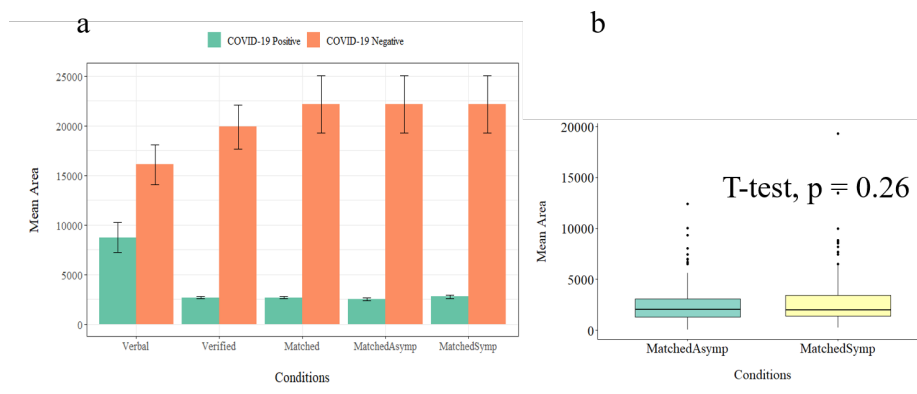 a
COVID-19 Positive COVID-19 Negative
Mean Area
25000
20000
15000
10000
5000
0
Verbal Verified Matched MatchedAsymp MatchedSymp
Conditions
b
Mean Area
20000
15000
10000
5000
0
T-test, p = 0.26
MatchedAsymp MatchedSymp
Conditions